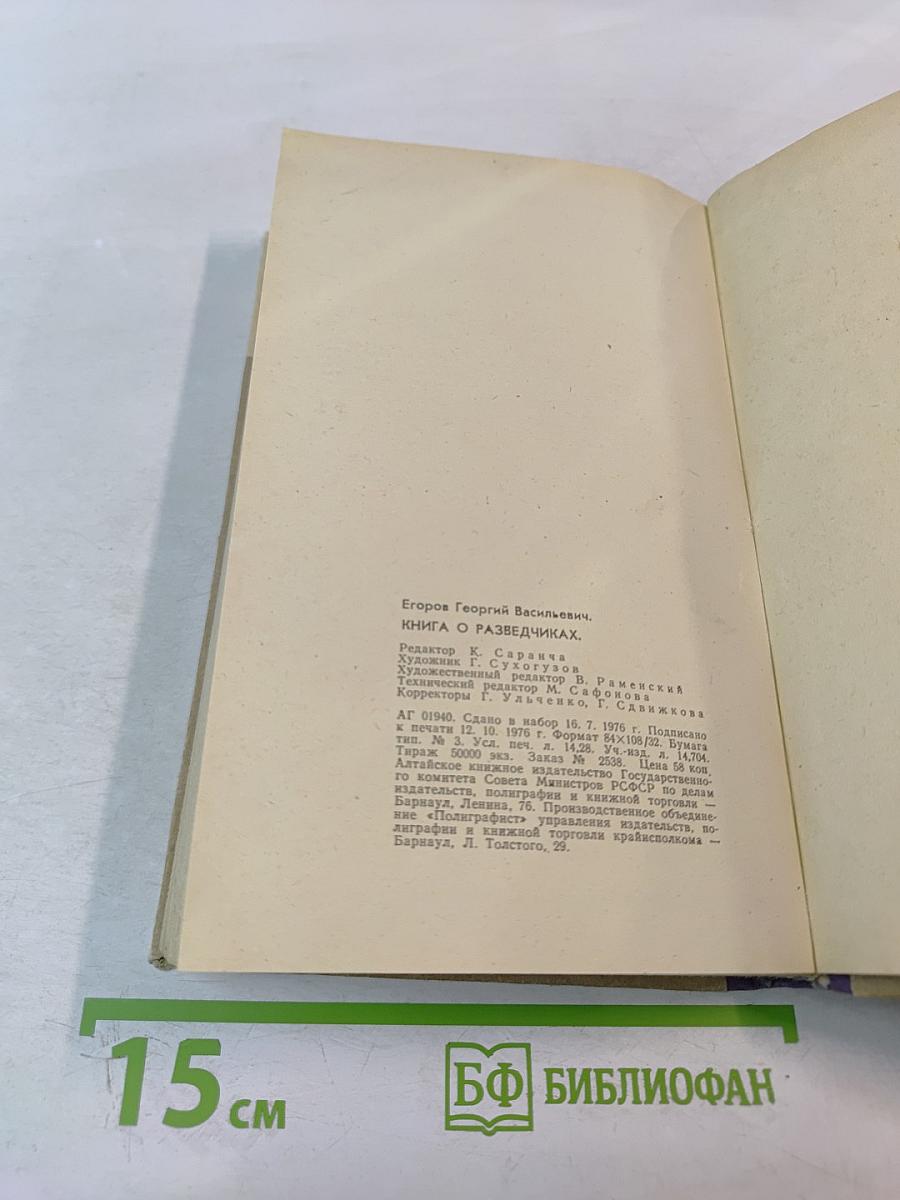 Егоров Георгий Васильевич.
КНИГА О РАЗВЕДЧИКАХ.
Редактор К. Саранча
Художник Г. Сухогузов
Художественный редактор В. Раменский
Технический редактор М. Сафонова
Корректоры Г. Ульченко, Г. Сдвижкова
АГ 01940. Сдано в набор 16. 7. 1976 г. Подписано
к печати 12. 10. 1976 г. Формат 84×108/32. Бумага
тип. № 3. Усл. печ. л. 14,28. Уч.-изд. л. 14,704.
Тираж 50000 экз. Заказ № 2538. Цена 58 коп.
Алтайское книжное издательство Государственно-
го комитета Совета Министров РСФСР по делам
издательств, полиграфии и книжной торговли —
Барнаул, Ленина, 76. Производственное объедине-
ние «Полиграфист» управления издательств, по-
лиграфии и книжной торговли крайисполкома —
Барнаул, Л. Толстого, 29.
15 см
БФ БИБЛИОФАН